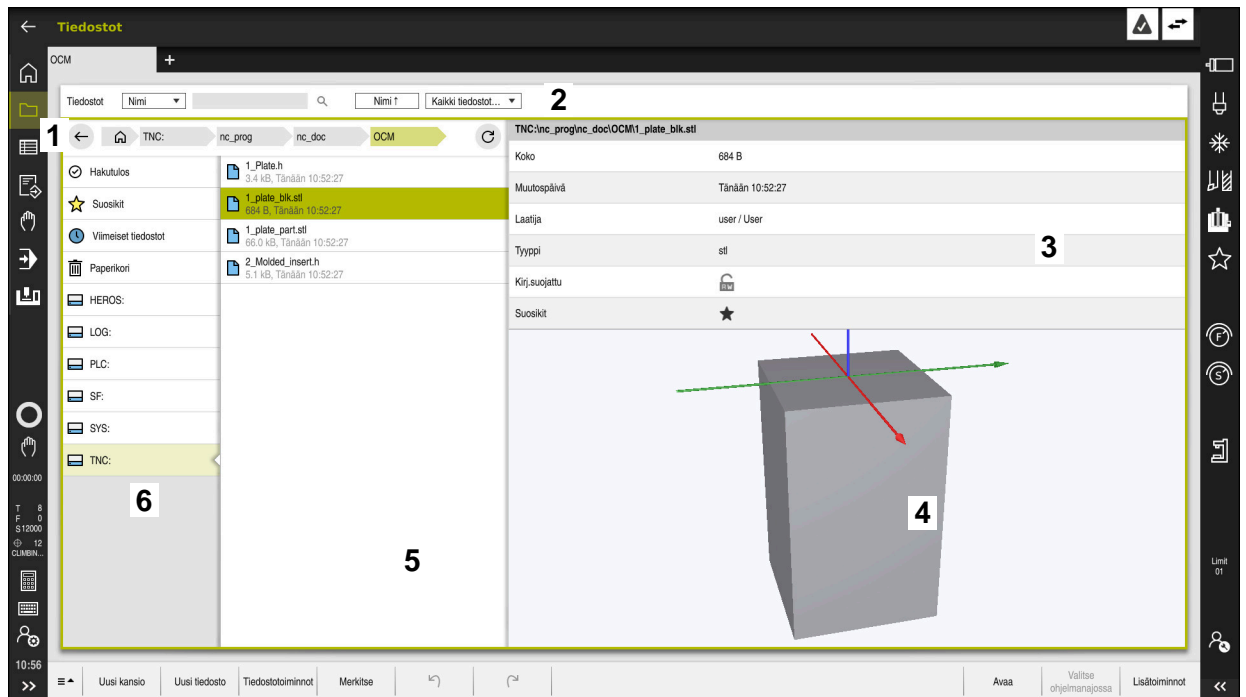 Tiedostot
OCM
Tiedostot Nimi Nimi ↑ Kaikki tiedostot... 2
1 TNC: nc_prog nc_doc OCM
Hakutulos
Suosikit
Viimeiset tiedostot
Paperikori
HEROS:
LOG:
PLC:
SF:
SYS:
TNC:
6
1_Plate.h
3.4 kB, Tänään 10:52:27
1_plate_blk.stl
684 B, Tänään 10:52:27
1_plate_part.stl
66.0 kB, Tänään 10:52:27
2_Molded_insert.h
5.1 kB, Tänään 10:52:27
5
TNC:\nc_prog\nc_doc\OCM\1_plate_blk.stl
Koko 684 B
Muutospäivä Tänään 10:52:27
Laatija user / User
Tyyppi stl
3
Kirj.suojattu RW
Suosikit
4
00:00:00
T 8
F 0
S 12000
12
CLIMBIN...
10:56
F
S
Limit
01
Uusi kansio Uusi tiedosto Tiedostotoiminnot Merkitse Avaa Valitse ohjelmanajossa Lisätoiminnot